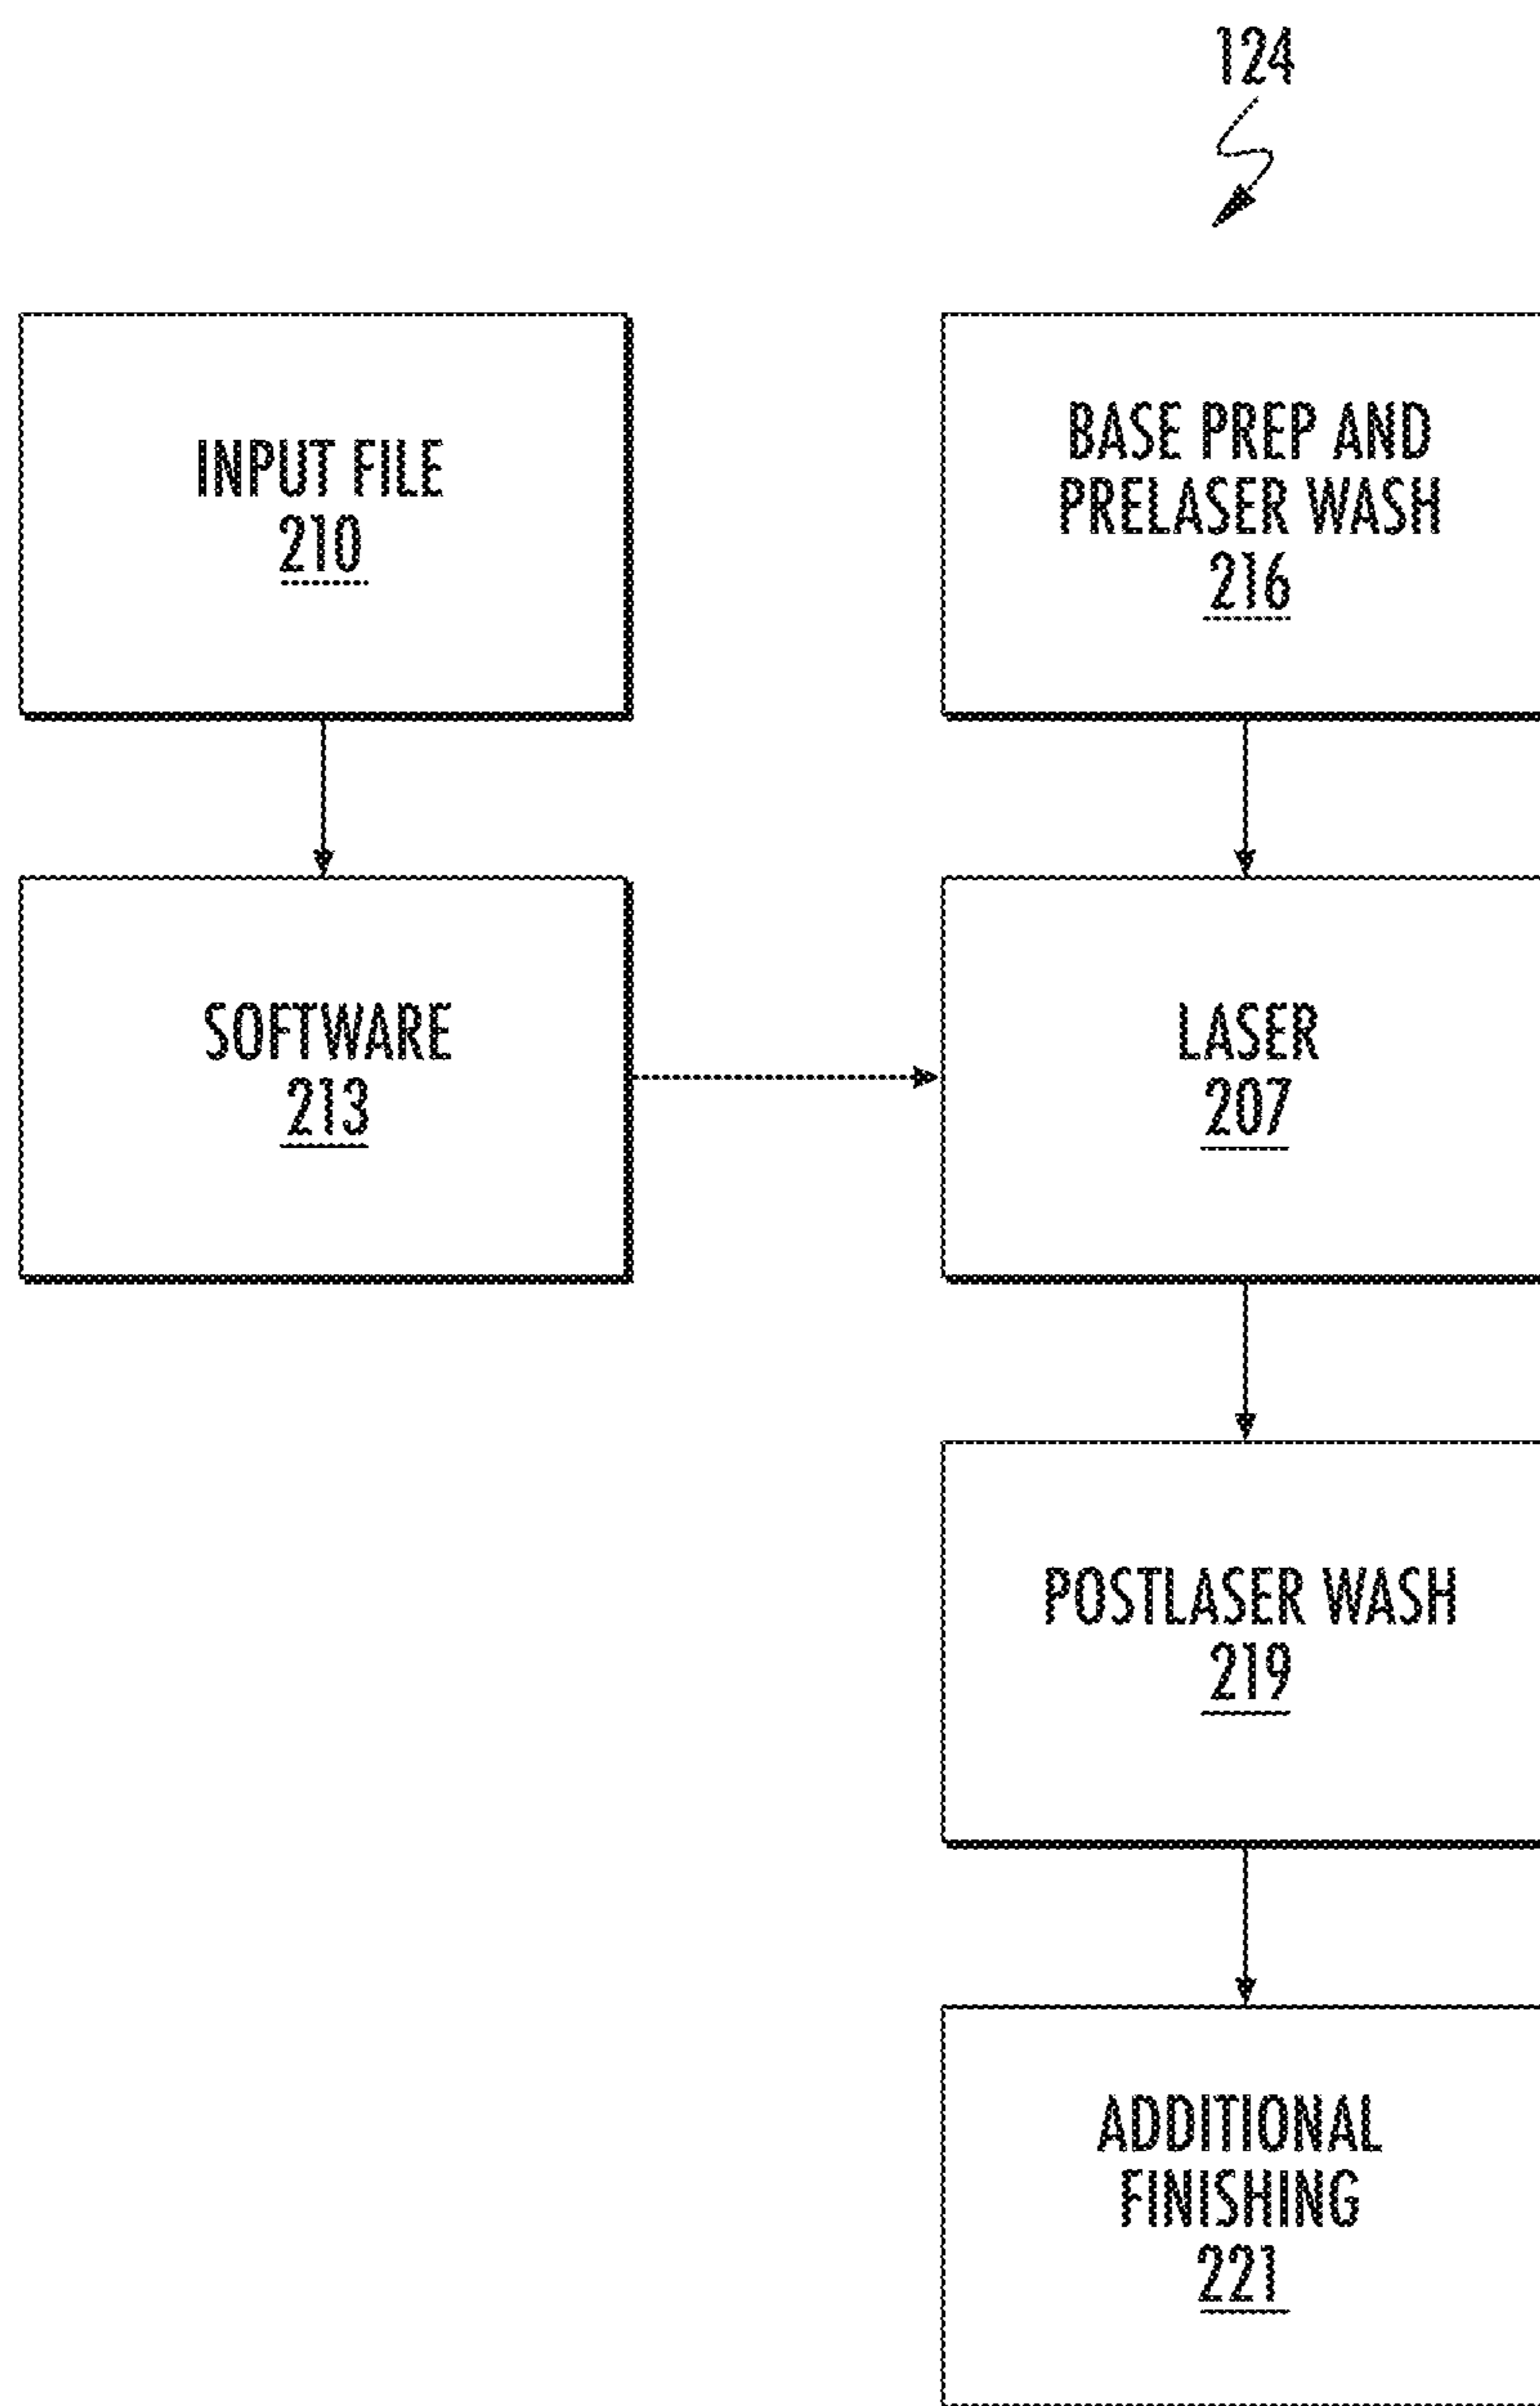 124
INPUT FILE
210
BASE PREP AND
PRELASER WASH
216
SOFTWARE
213
LASER
207
POSTLASER WASH
219
ADDITIONAL
FINISHING
221